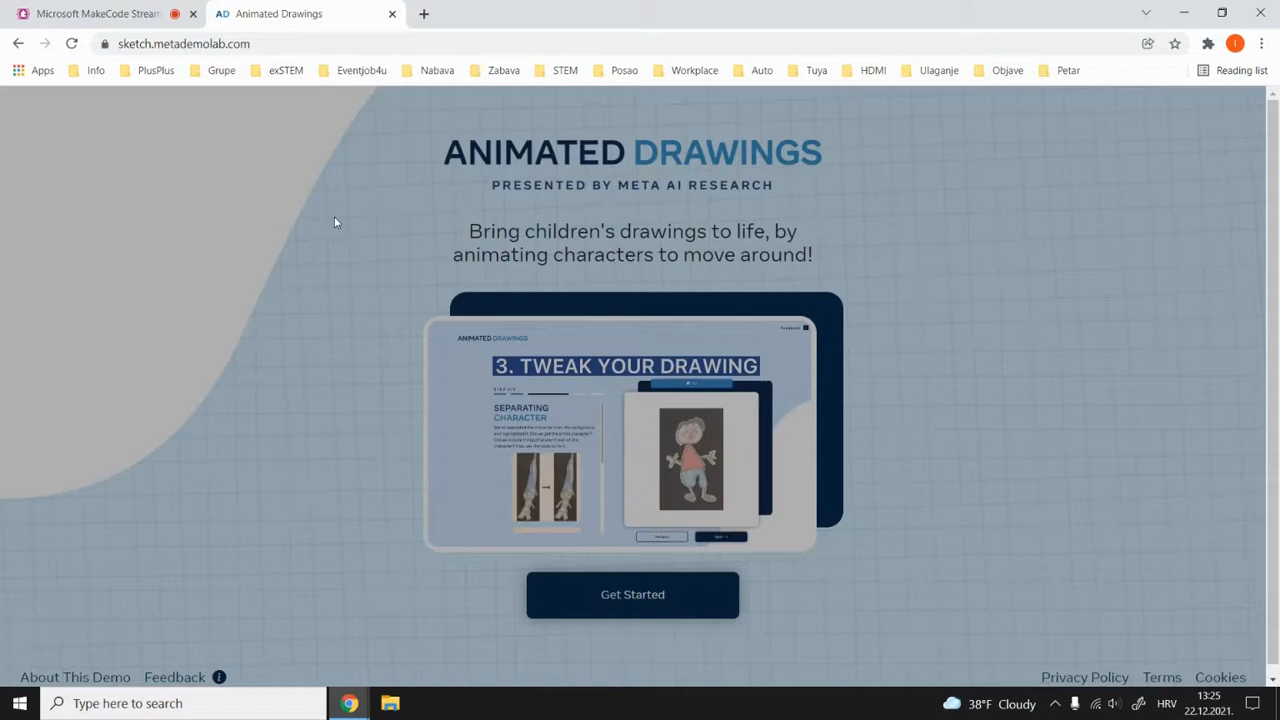 Microsoft MakeCode Stream
Animated Drawings
sketch.metademolab.com
Apps Info PlusPlus Grupe exSTEM Eventjob4u Nabava Zabava STEM Posao Workplace Auto Tuya HDMI Ulaganje Objave Petar Reading list
ANIMATED DRAWINGS
PRESENTED BY META AI RESEARCH
Bring children's drawings to life, by
animating characters to move around!
Feedback
ANIMATED DRAWINGS
3. TWEAK YOUR DRAWING
SEPARATING
CHARACTER
Get Started
About This Demo Feedback
Privacy Policy Terms Cookies
Type here to search
38°F Cloudy
HRV
13:25
22.12.2021.